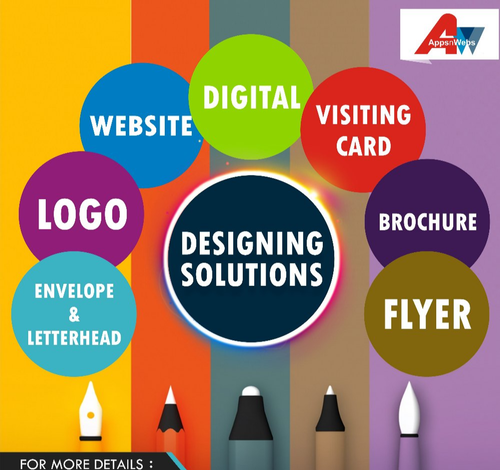 AppsnWebs
DIGITAL
WEBSITE
VISITING
CARD
LOGO
BROCHURE
DESIGNING
SOLUTIONS
ENVELOPE
&
LETTERHEAD
FLYER
FOR MORE DETAILS :